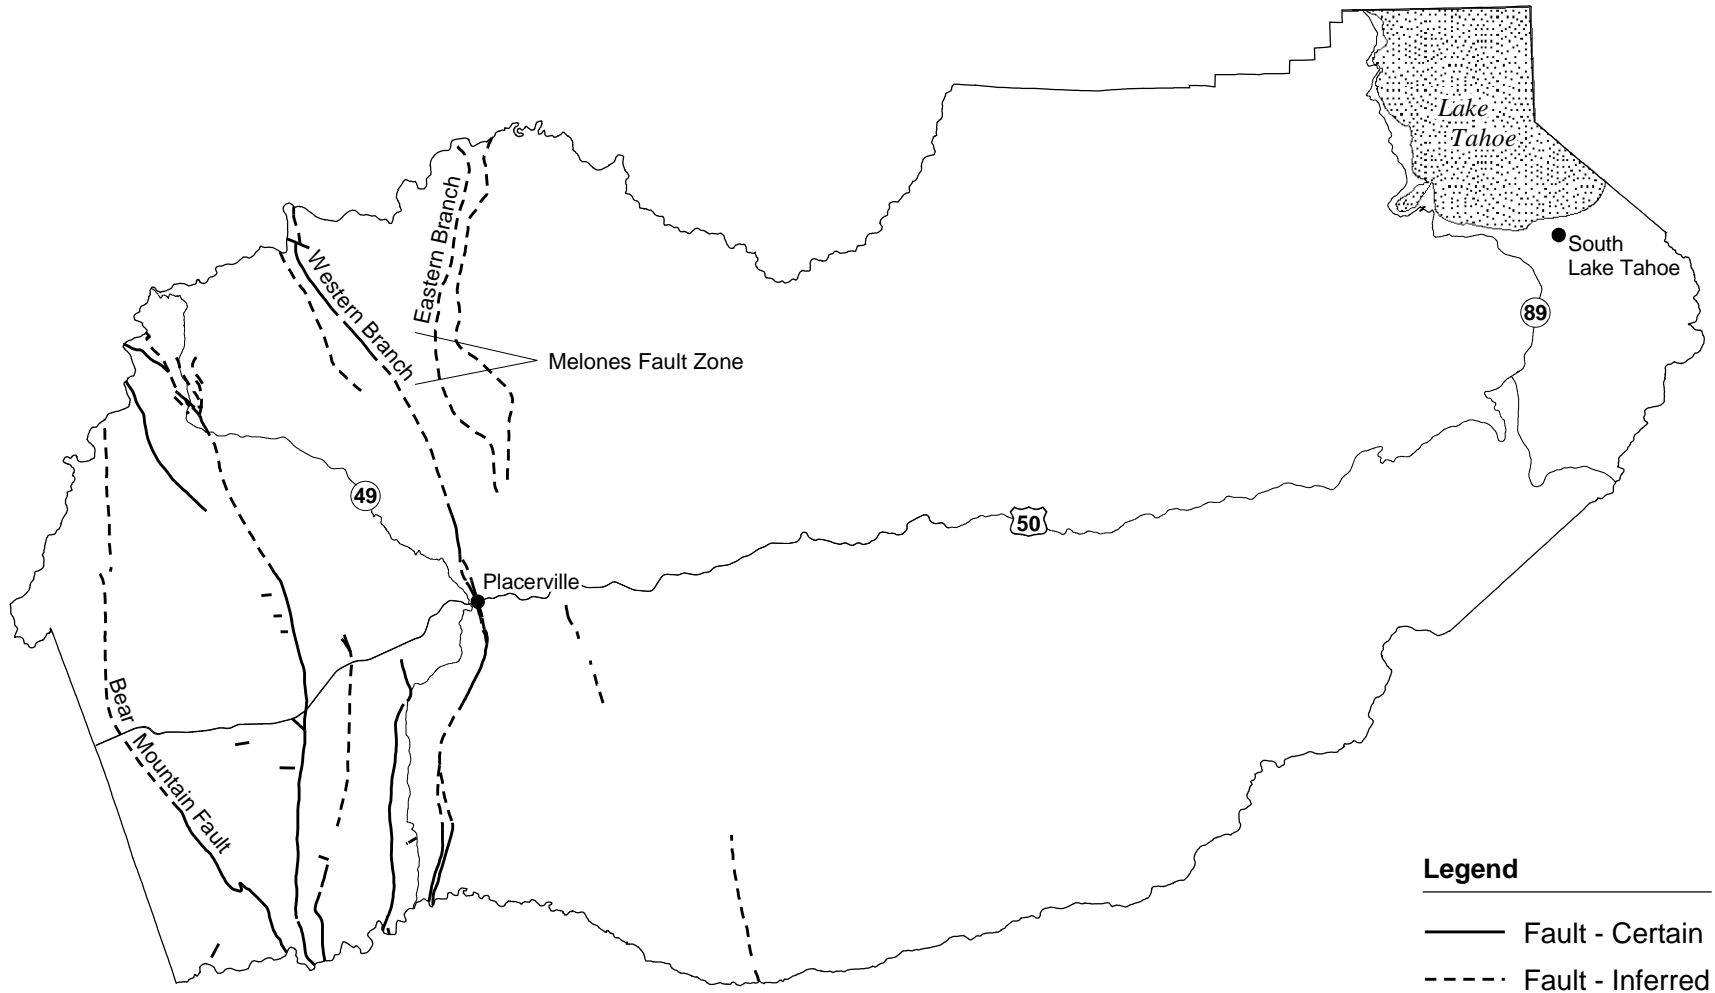 Lake
Tahoe
South
Lake Tahoe
89
Eastern Branch
Western Branch
Melones Fault Zone
49
50
Placerville
Bear
Mountain Fault
Legend
Fault - Certain
Fault - Inferred